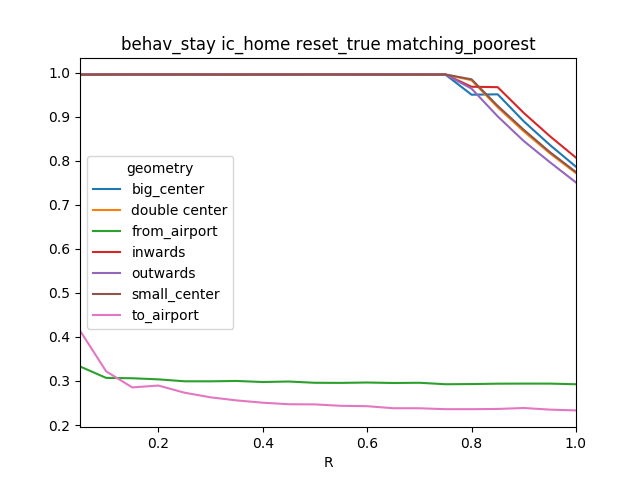 behav_stay ic_home reset_true matching_poorest
1.0
0.9
0.8
0.7
0.6
0.5
0.4
0.3
0.2
geometry
big_center
double center
from_airport
inwards
outwards
small_center
to_airport
0.2 0.4 0.6 0.8 1.0
R